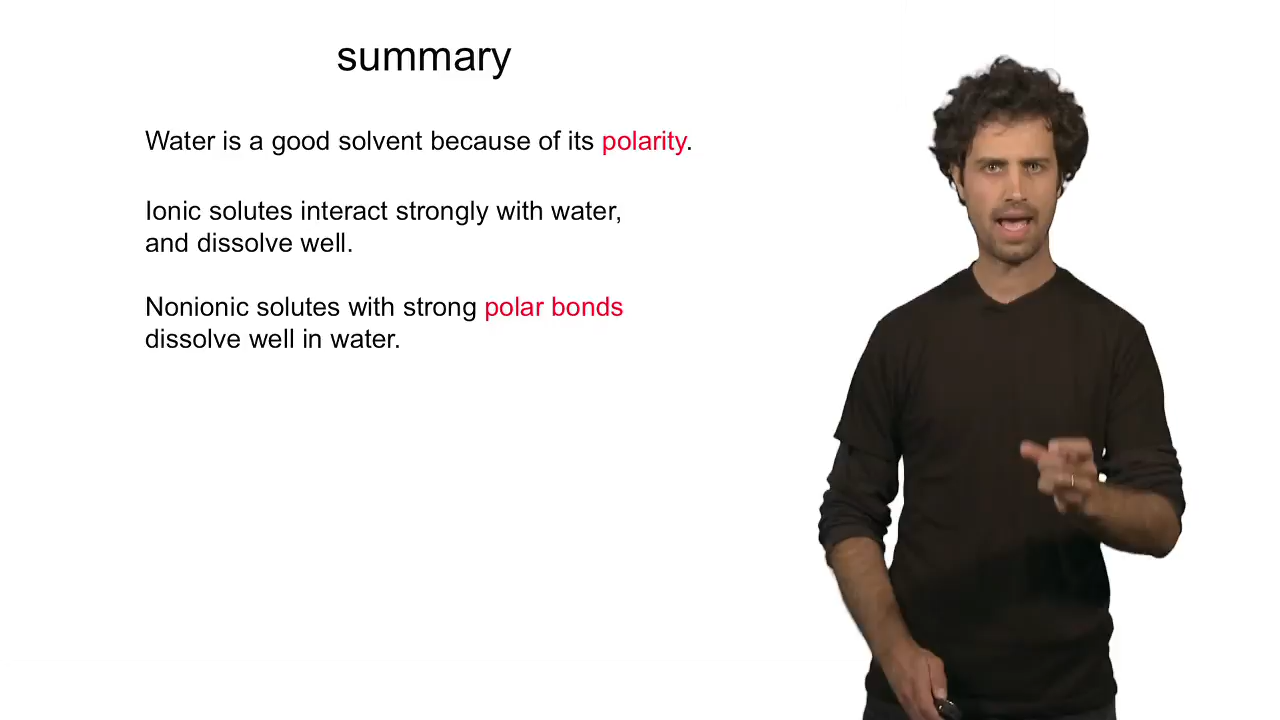 summary
Water is a good solvent because of its polarity.
Ionic solutes interact strongly with water,
and dissolve well.
Nonionic solutes with strong polar bonds
dissolve well in water.